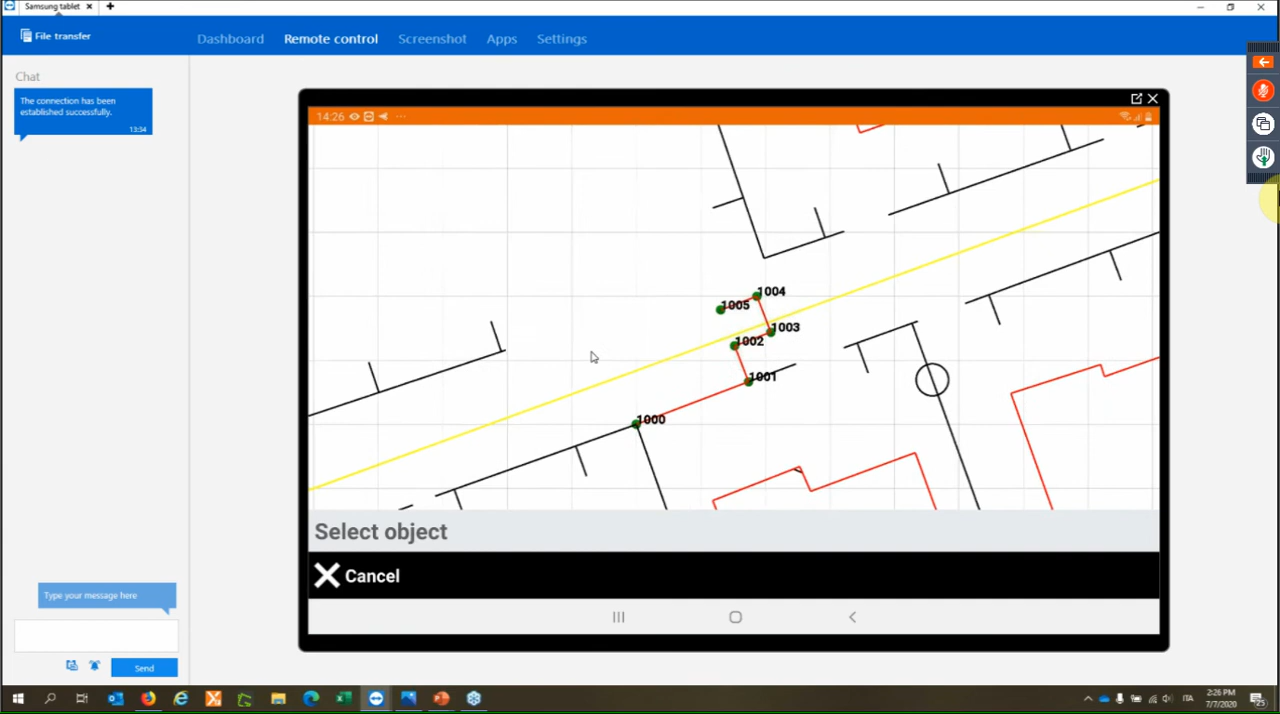 Samsung tablet
File transfer
Dashboard
Remote control
Screenshot
Apps
Settings
Chat
The connection has been
established successfully.
13:34
14:26
1004
1005
1003
1002
1001
1000
Select object
Cancel
Type your message here
Send
ITA
2:26 PM
7/7/2020
25